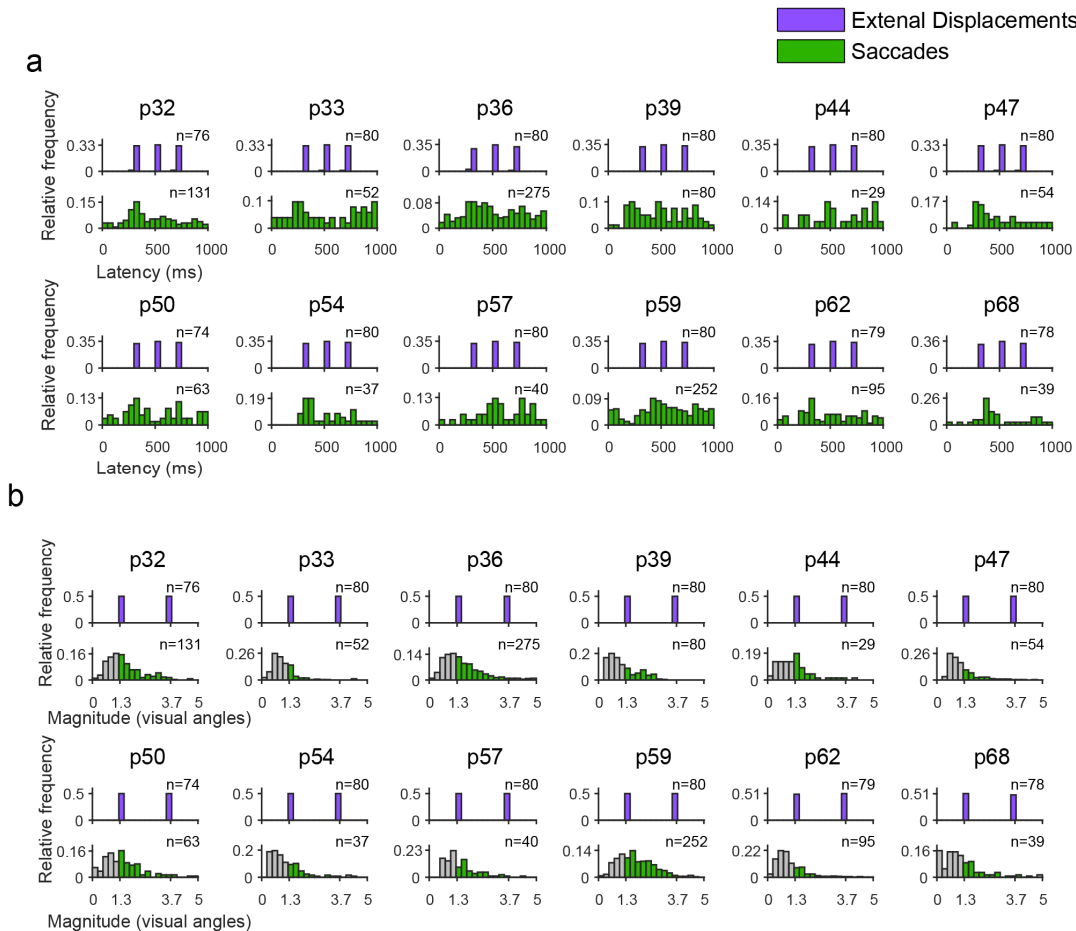 Extenal Displacements
Saccades
a
p32 p33 p36 p39 p44 p47
Relative frequency
n=76 n=80 n=80 n=80 n=80 n=80
0.33 0.33 0.35 0.35 0.35 0.33
0 0 0 0 0 0
n=131 n=52 n=275 n=80 n=29 n=54
0.15 0.1 0.08 0.1 0.14 0.17
0 0 0 0 0 0
0 500 1000 0 500 1000 0 500 1000 0 500 1000 0 500 1000 0 500 1000
Latency (ms)
p50 p54 p57 p59 p62 p68
Relative frequency
n=74 n=80 n=80 n=80 n=79 n=78
0.35 0.35 0.35 0.35 0.35 0.36
0 0 0 0 0 0
n=63 n=37 n=40 n=252 n=95 n=39
0.13 0.19 0.13 0.09 0.16 0.26
0 0 0 0 0 0
0 500 1000 0 500 1000 0 500 1000 0 500 1000 0 500 1000 0 500 1000
Latency (ms)
b
p32 p33 p36 p39 p44 p47
Relative frequency
n=76 n=80 n=80 n=80 n=80 n=80
0.5 0.5 0.5 0.5 0.5 0.5
0 0 0 0 0 0
n=131 n=52 n=275 n=80 n=29 n=54
0.16 0.26 0.14 0.2 0.19 0.26
0 0 0 0 0 0
0 1.3 3.7 5 0 1.3 3.7 5 0 1.3 3.7 5 0 1.3 3.7 5 0 1.3 3.7 5 0 1.3 3.7 5
Magnitude (visual angles)
p50 p54 p57 p59 p62 p68
Relative frequency
n=74 n=80 n=80 n=80 n=79 n=78
0.5 0.5 0.5 0.5 0.51 0.51
0 0 0 0 0 0
n=63 n=37 n=40 n=252 n=95 n=39
0.16 0.2 0.23 0.14 0.22 0.16
0 0 0 0 0 0
0 1.3 3.7 5 0 1.3 3.7 5 0 1.3 3.7 5 0 1.3 3.7 5 0 1.3 3.7 5 0 1.3 3.7 5
Magnitude (visual angles)